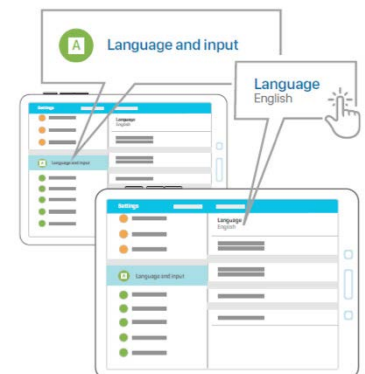 A
Language and input
Language
English
Settings
Language
English
A Language and input
Settings
Language
English
A Language and input